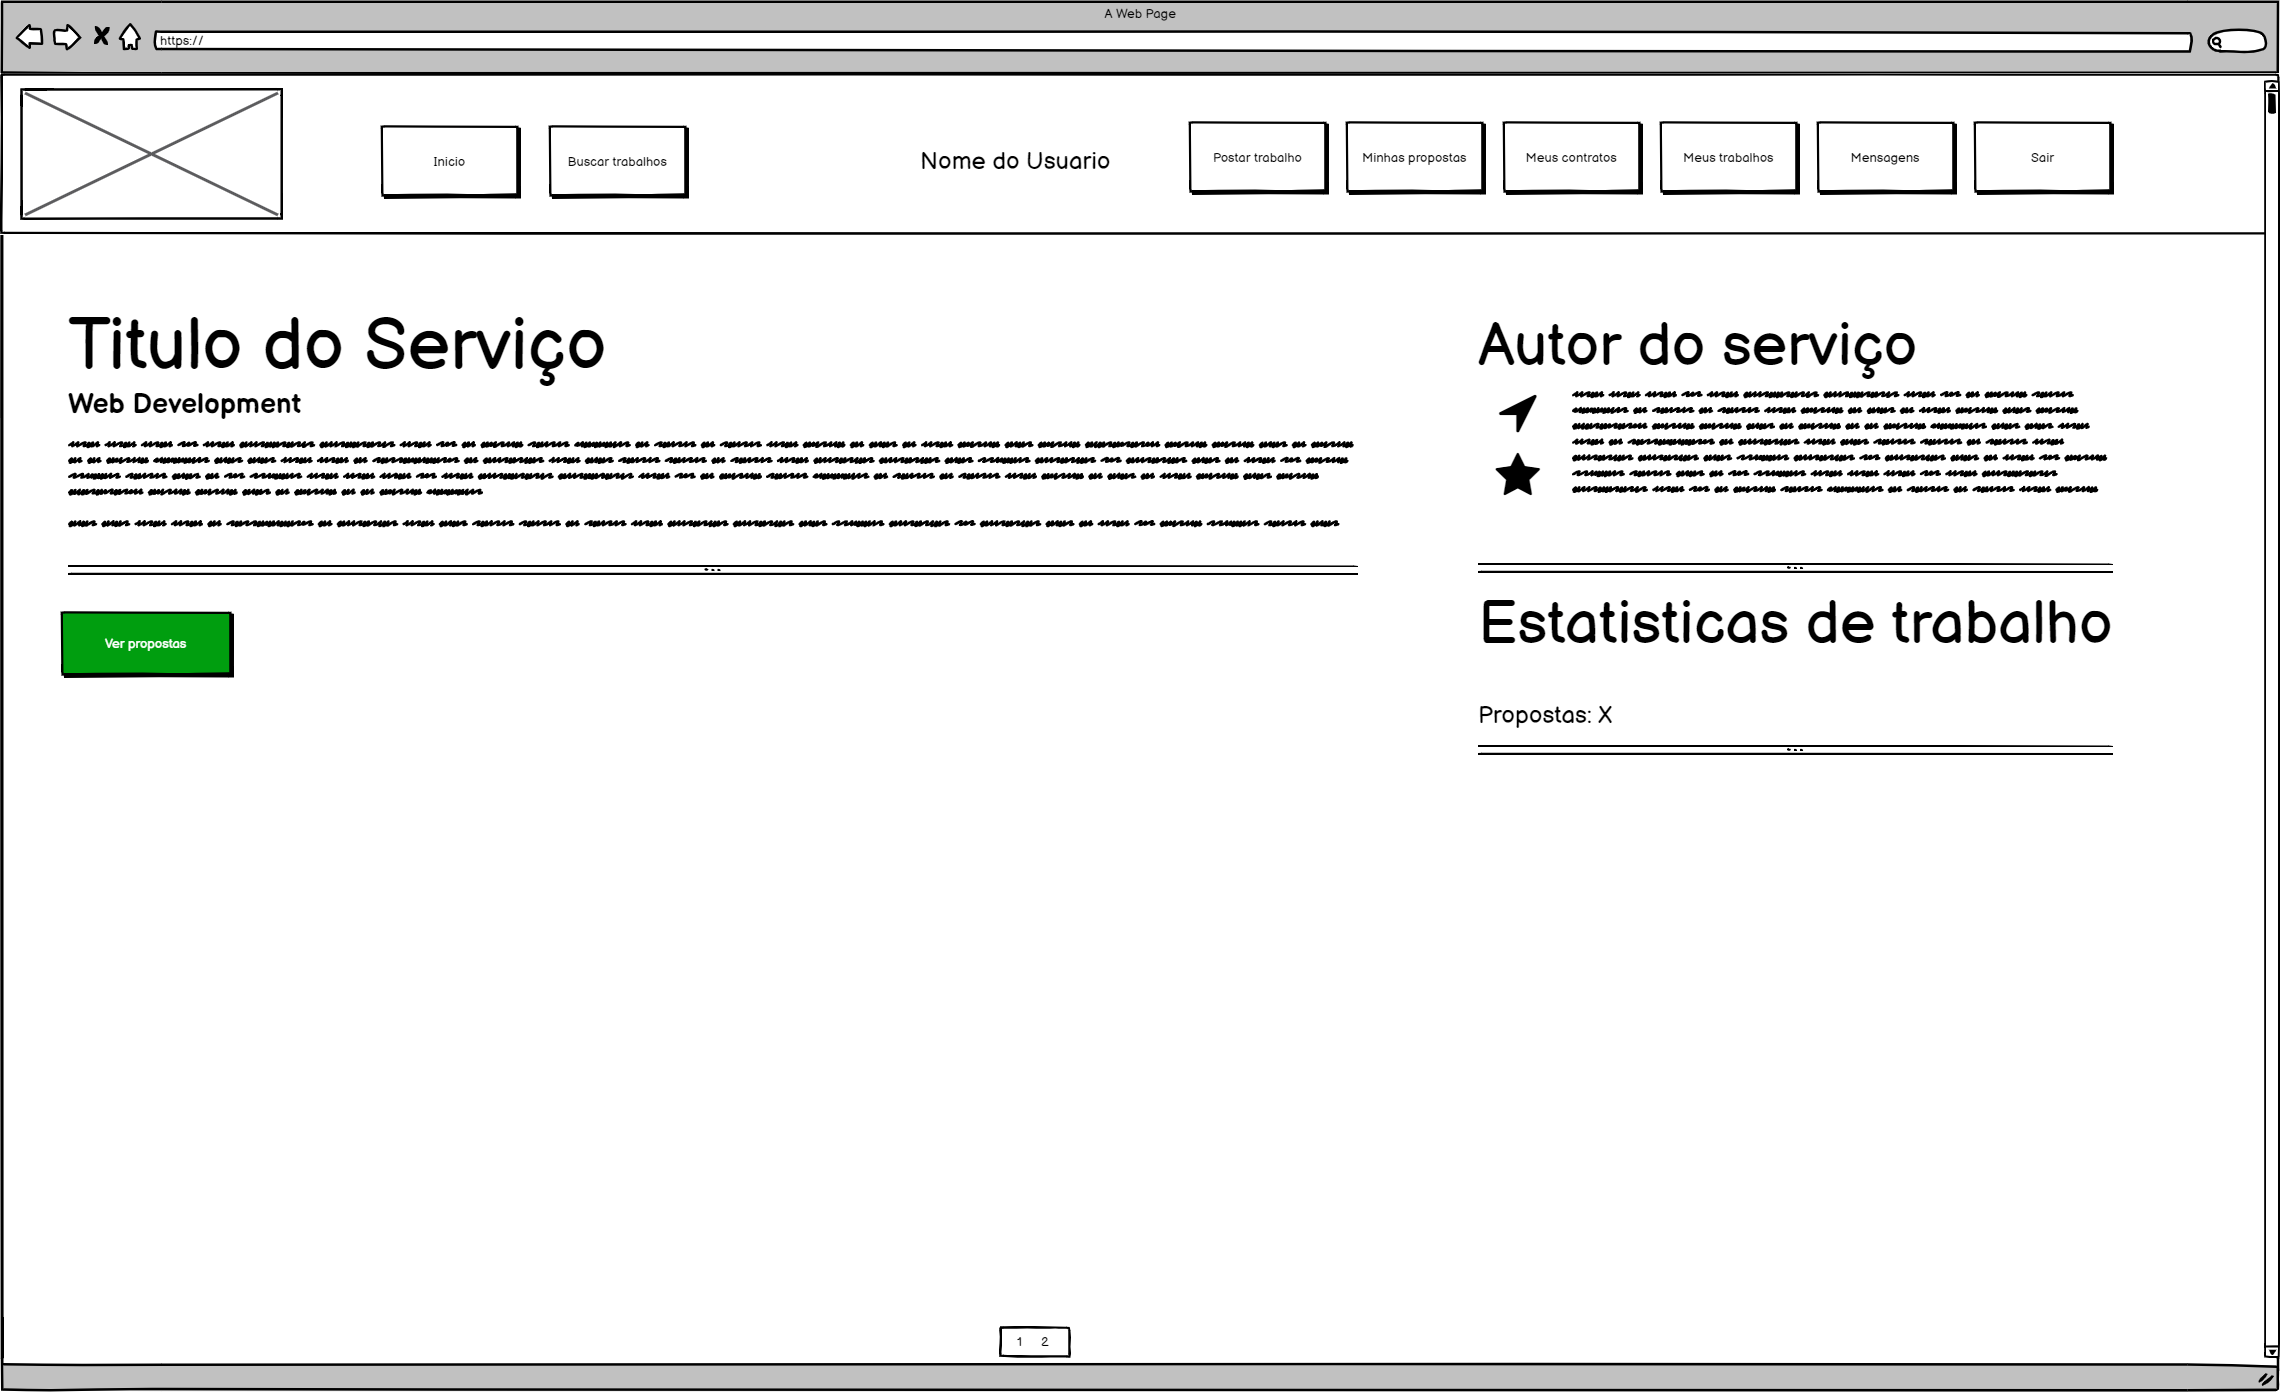 A Web Page
https://
Inicio
Buscar trabalhos
Nome do Usuario
Postar trabalho
Minhas propostas
Meus contratos
Meus trabalhos
Mensagens
Sair
Titulo do Serviço
Web Development
Ver propostas
Autor do serviço
Estatisticas de trabalho
Propostas: X
1 2